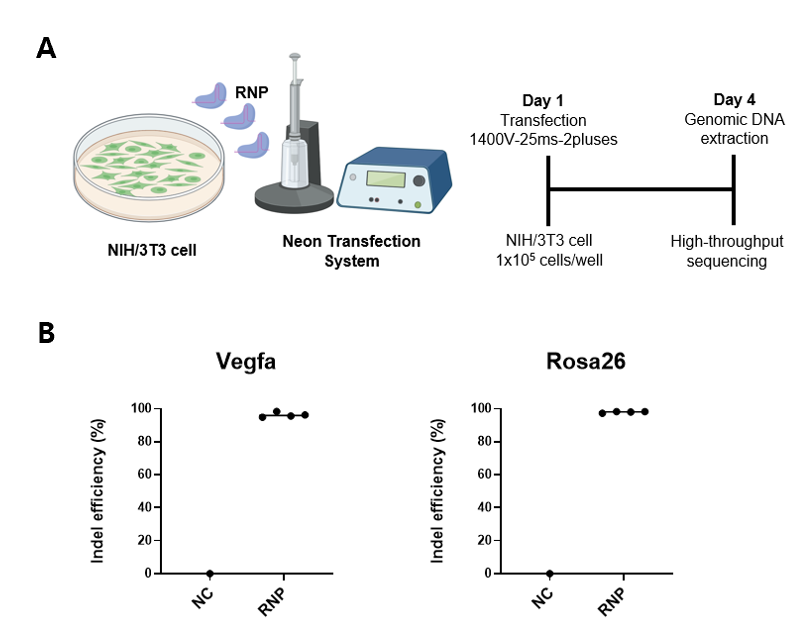 A
RNP
NIH/3T3 cell
Neon Transfection
System
Day 1
Transfection
1400V-25ms-2pluses
NIH/3T3 cell
1x10⁵ cells/well
Day 4
Genomic DNA
extraction
High-throughput
sequencing
B
Vegfa
Indel efficiency (%)
100
80
60
40
20
0
NC
RNP
Rosa26
Indel efficiency (%)
100
80
60
40
20
0
NC
RNP